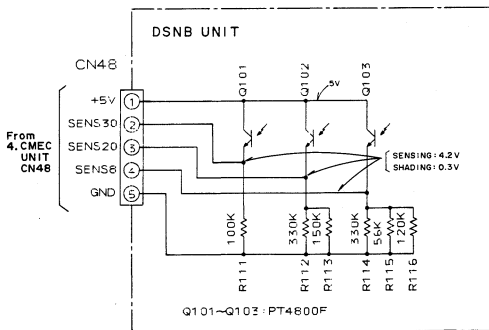 DSNB UNIT
CN48
Q101
Q102
Q103
5V
+5V
1
SENS30
2
SENS20
3
SENS8
4
GND
5
From
4.CMEC
UNIT
CN48
SENSING:4.2V
SHADING:0.3V
100K
330K
150K
330K
56K
120K
R111
R112
R113
R114
R115
R116
Q101~Q103:PT4800F